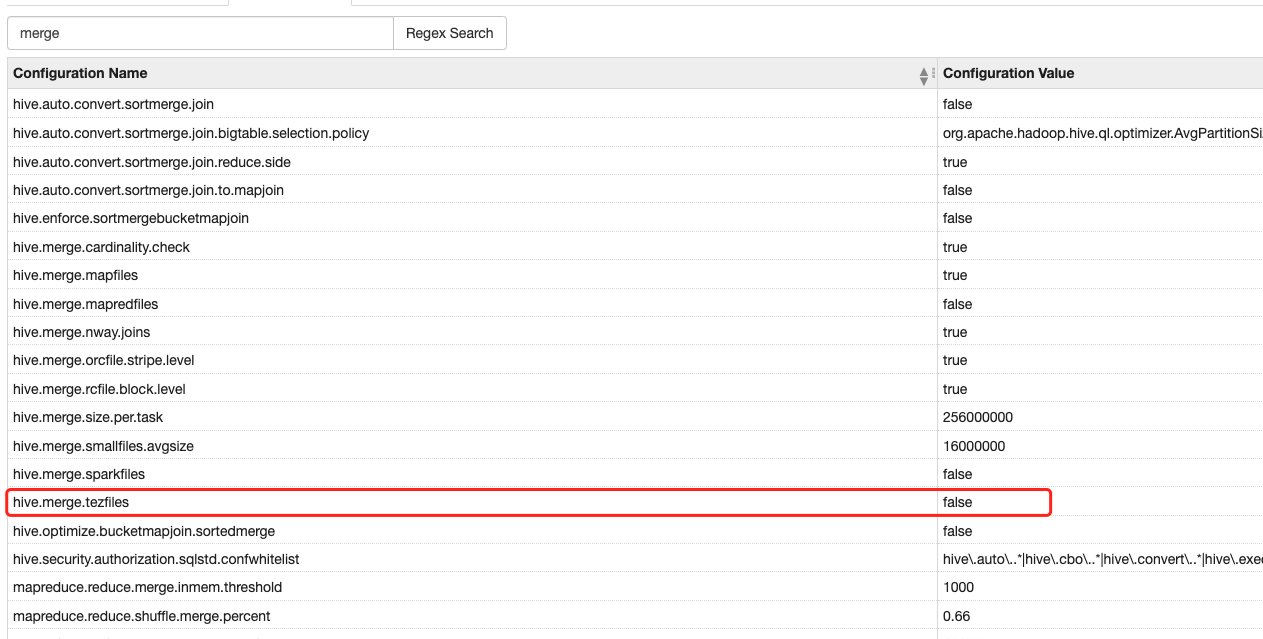 merge Regex Search
Configuration Name Configuration Value
hive.auto.convert.sortmerge.join false
hive.auto.convert.sortmerge.join.bigtable.selection.policy org.apache.hadoop.hive.ql.optimizer.AvgPartitionSi
hive.auto.convert.sortmerge.join.reduce.side true
hive.auto.convert.sortmerge.join.to.mapjoin false
hive.enforce.sortmergebucketmapjoin false
hive.merge.cardinality.check true
hive.merge.mapfiles true
hive.merge.mapredfiles false
hive.merge.nway.joins true
hive.merge.orcfile.stripe.level true
hive.merge.rcfile.block.level true
hive.merge.size.per.task 256000000
hive.merge.smallfiles.avgsize 16000000
hive.merge.sparkfiles false
hive.merge.tezfiles false
hive.optimize.bucketmapjoin.sortedmerge false
hive.security.authorization.sqlstd.confwhitelist hive\.auto\..*|hive\.cbo\..*|hive\.convert\..*|hive\.exe
mapreduce.reduce.merge.inmem.threshold 1000
mapreduce.reduce.shuffle.merge.percent 0.66